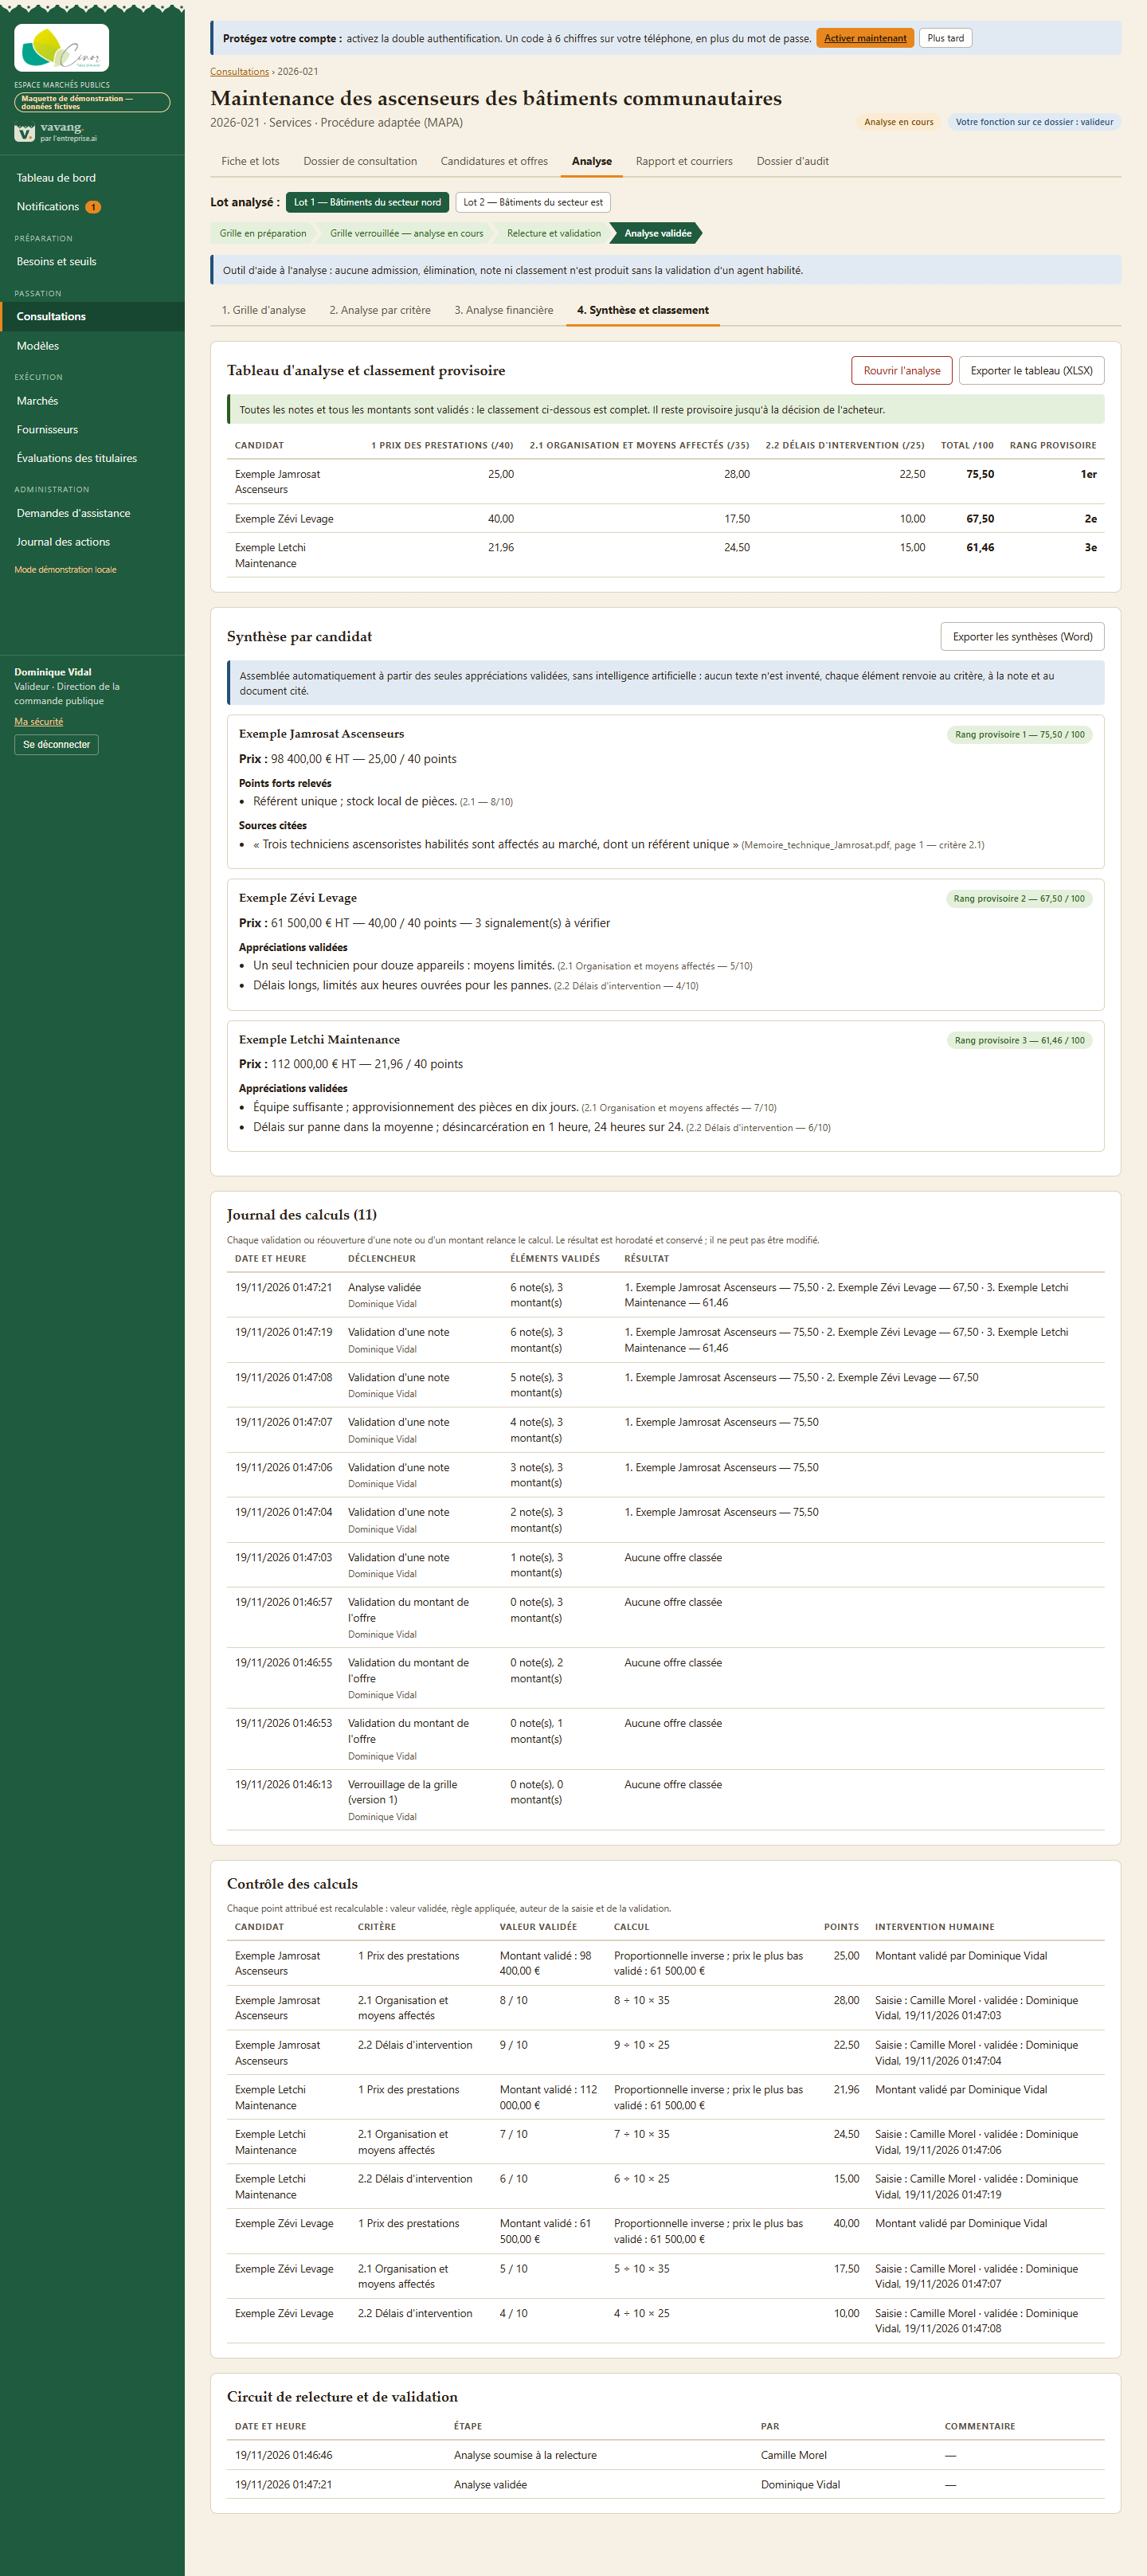 Cinor
ESPACE MARCHÉS PUBLICS
Maquette de démonstration —
données fictives
vavang.
par l'entreprise.ai
Tableau de bord
Notifications 1
PRÉPARATION
Besoins et seuils
PASSATION
Consultations
Modèles
EXÉCUTION
Marchés
Fournisseurs
Évaluations des titulaires
ADMINISTRATION
Demandes d'assistance
Journal des actions
Mode démonstration locale
Dominique Vidal
Valideur · Direction de la
commande publique
Ma sécurité
Se déconnecter
Protégez votre compte : activez la double authentification. Un code à 6 chiffres sur votre téléphone, en plus du mot de passe. Activer maintenant Plus tard
Consultations › 2026-021
Maintenance des ascenseurs des bâtiments communautaires
2026-021 · Services · Procédure adaptée (MAPA) Analyse en cours Votre fonction sur ce dossier : valideur
Fiche et lots Dossier de consultation Candidatures et offres Analyse Rapport et courriers Dossier d'audit
Lot analysé : Lot 1 — Bâtiments du secteur nord Lot 2 — Bâtiments du secteur est
Grille en préparation Grille verrouillée — analyse en cours Relecture et validation Analyse validée
Outil d'aide à l'analyse : aucune admission, élimination, note ni classement n'est produit sans la validation d'un agent habilité.
1. Grille d'analyse 2. Analyse par critère 3. Analyse financière 4. Synthèse et classement
Tableau d'analyse et classement provisoire Rouvrir l'analyse Exporter le tableau (XLSX)
Toutes les notes et tous les montants sont validés : le classement ci-dessous est complet. Il reste provisoire jusqu'à la décision de l'acheteur.
CANDIDAT 1 PRIX DES PRESTATIONS (/40) 2.1 ORGANISATION ET MOYENS AFFECTÉS (/35) 2.2 DÉLAIS D'INTERVENTION (/25) TOTAL /100 RANG PROVISOIRE
Exemple Jamrosat 25,00 28,00 22,50 75,50 1er
Ascenseurs
Exemple Zévi Levage 40,00 17,50 10,00 67,50 2e
Exemple Letchi 21,96 24,50 15,00 61,46 3e
Maintenance
Synthèse par candidat Exporter les synthèses (Word)
Assemblée automatiquement à partir des seules appréciations validées, sans intelligence artificielle : aucun texte n'est inventé, chaque élément renvoie au critère, à la note et au
document cité.
Exemple Jamrosat Ascenseurs Rang provisoire 1 — 75,50 / 100
Prix : 98 400,00 € HT — 25,00 / 40 points
Points forts relevés
• Référent unique ; stock local de pièces. (2.1 — 8/10)
Sources citées
• « Trois techniciens ascensoristes habilités sont affectés au marché, dont un référent unique » (Memoire_technique_Jamrosat.pdf, page 1 — critère 2.1)
Exemple Zévi Levage Rang provisoire 2 — 67,50 / 100
Prix : 61 500,00 € HT — 40,00 / 40 points — 3 signalement(s) à vérifier
Appréciations validées
• Un seul technicien pour douze appareils : moyens limités. (2.1 Organisation et moyens affectés — 5/10)
• Délais longs, limités aux heures ouvrées pour les pannes. (2.2 Délais d'intervention — 4/10)
Exemple Letchi Maintenance Rang provisoire 3 — 61,46 / 100
Prix : 112 000,00 € HT — 21,96 / 40 points
Appréciations validées
• Équipe suffisante ; approvisionnement des pièces en dix jours. (2.1 Organisation et moyens affectés — 7/10)
• Délais sur panne dans la moyenne ; désincarcération en 1 heure, 24 heures sur 24. (2.2 Délais d'intervention — 6/10)
Journal des calculs (11)
Chaque validation ou réouverture d'une note ou d'un montant relance le calcul. Le résultat est horodaté et conservé ; il ne peut pas être modifié.
DATE ET HEURE DÉCLENCHEUR ÉLÉMENTS VALIDÉS RÉSULTAT
19/11/2026 01:47:21 Analyse validée 6 note(s), 3 1. Exemple Jamrosat Ascenseurs — 75,50 · 2. Exemple Zévi Levage — 67,50 · 3. Exemple Letchi
Dominique Vidal montant(s) Maintenance — 61,46
19/11/2026 01:47:19 Validation d'une note 6 note(s), 3 1. Exemple Jamrosat Ascenseurs — 75,50 · 2. Exemple Zévi Levage — 67,50 · 3. Exemple Letchi
Dominique Vidal montant(s) Maintenance — 61,46
19/11/2026 01:47:08 Validation d'une note 5 note(s), 3 1. Exemple Jamrosat Ascenseurs — 75,50 · 2. Exemple Zévi Levage — 67,50
Dominique Vidal montant(s)
19/11/2026 01:47:07 Validation d'une note 4 note(s), 3 1. Exemple Jamrosat Ascenseurs — 75,50
Dominique Vidal montant(s)
19/11/2026 01:47:06 Validation d'une note 3 note(s), 3 1. Exemple Jamrosat Ascenseurs — 75,50
Dominique Vidal montant(s)
19/11/2026 01:47:04 Validation d'une note 2 note(s), 3 1. Exemple Jamrosat Ascenseurs — 75,50
Dominique Vidal montant(s)
19/11/2026 01:47:03 Validation d'une note 1 note(s), 3 Aucune offre classée
Dominique Vidal montant(s)
19/11/2026 01:46:57 Validation du montant de 0 note(s), 3 Aucune offre classée
l'offre montant(s)
Dominique Vidal
19/11/2026 01:46:55 Validation du montant de 0 note(s), 2 Aucune offre classée
l'offre montant(s)
Dominique Vidal
19/11/2026 01:46:53 Validation du montant de 0 note(s), 1 Aucune offre classée
l'offre montant(s)
Dominique Vidal
19/11/2026 01:46:13 Verrouillage de la grille 0 note(s), 0 Aucune offre classée
(version 1) montant(s)
Dominique Vidal
Contrôle des calculs
Chaque point attribué est recalculable : valeur validée, règle appliquée, auteur de la saisie et de la validation.
CANDIDAT CRITÈRE VALEUR VALIDÉE CALCUL POINTS INTERVENTION HUMAINE
Exemple Jamrosat 1 Prix des prestations Montant validé : 98 Proportionnelle inverse ; prix le plus bas 25,00 Montant validé par Dominique Vidal
Ascenseurs 400,00 € validé : 61 500,00 €
Exemple Jamrosat 2.1 Organisation et 8 / 10 8 ÷ 10 × 35 28,00 Saisie : Camille Morel · validée : Dominique
Ascenseurs moyens affectés Vidal, 19/11/2026 01:47:03
Exemple Jamrosat 2.2 Délais d'intervention 9 / 10 9 ÷ 10 × 25 22,50 Saisie : Camille Morel · validée : Dominique
Ascenseurs Vidal, 19/11/2026 01:47:04
Exemple Letchi 1 Prix des prestations Montant validé : 112 Proportionnelle inverse ; prix le plus bas 21,96 Montant validé par Dominique Vidal
Maintenance 000,00 € validé : 61 500,00 €
Exemple Letchi 2.1 Organisation et 7 / 10 7 ÷ 10 × 35 24,50 Saisie : Camille Morel · validée : Dominique
Maintenance moyens affectés Vidal, 19/11/2026 01:47:06
Exemple Letchi 2.2 Délais d'intervention 6 / 10 6 ÷ 10 × 25 15,00 Saisie : Camille Morel · validée : Dominique
Maintenance Vidal, 19/11/2026 01:47:19
Exemple Zévi Levage 1 Prix des prestations Montant validé : 61 Proportionnelle inverse ; prix le plus bas 40,00 Montant validé par Dominique Vidal
500,00 € validé : 61 500,00 €
Exemple Zévi Levage 2.1 Organisation et 5 / 10 5 ÷ 10 × 35 17,50 Saisie : Camille Morel · validée : Dominique
moyens affectés Vidal, 19/11/2026 01:47:07
Exemple Zévi Levage 2.2 Délais d'intervention 4 / 10 4 ÷ 10 × 25 10,00 Saisie : Camille Morel · validée : Dominique
Vidal, 19/11/2026 01:47:08
Circuit de relecture et de validation
DATE ET HEURE ÉTAPE PAR COMMENTAIRE
19/11/2026 01:46:46 Analyse soumise à la relecture Camille Morel —
19/11/2026 01:47:21 Analyse validée Dominique Vidal —